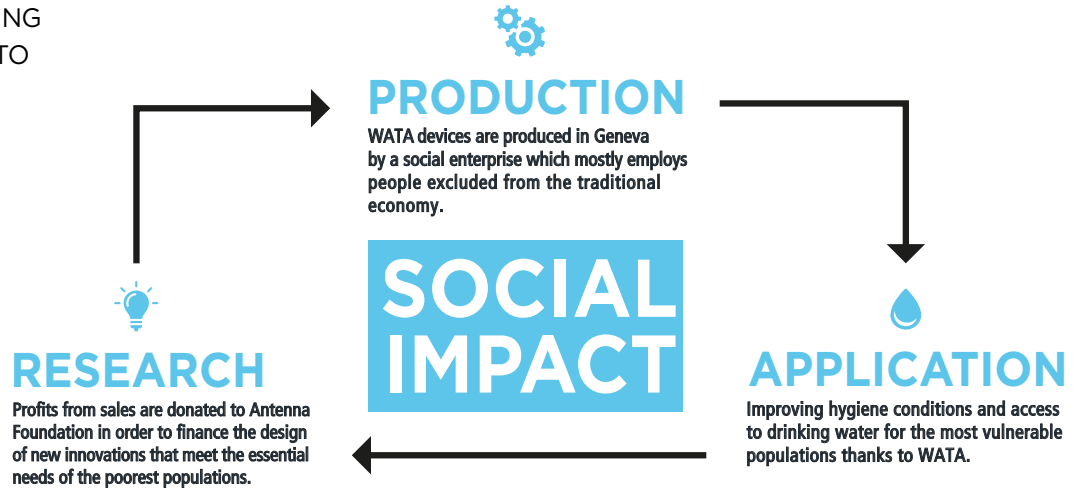 NG
TO
PRODUCTION
WATA devices are produced in Geneva
by a social enterprise which mostly employs
people excluded from the traditional
economy.
SOCIAL
IMPACT
RESEARCH
Profits from sales are donated to Antenna
Foundation in order to finance the design
of new innovations that meet the essential
needs of the poorest populations.
APPLICATION
Improving hygiene conditions and access
to drinking water for the most vulnerable
populations thanks to WATA.